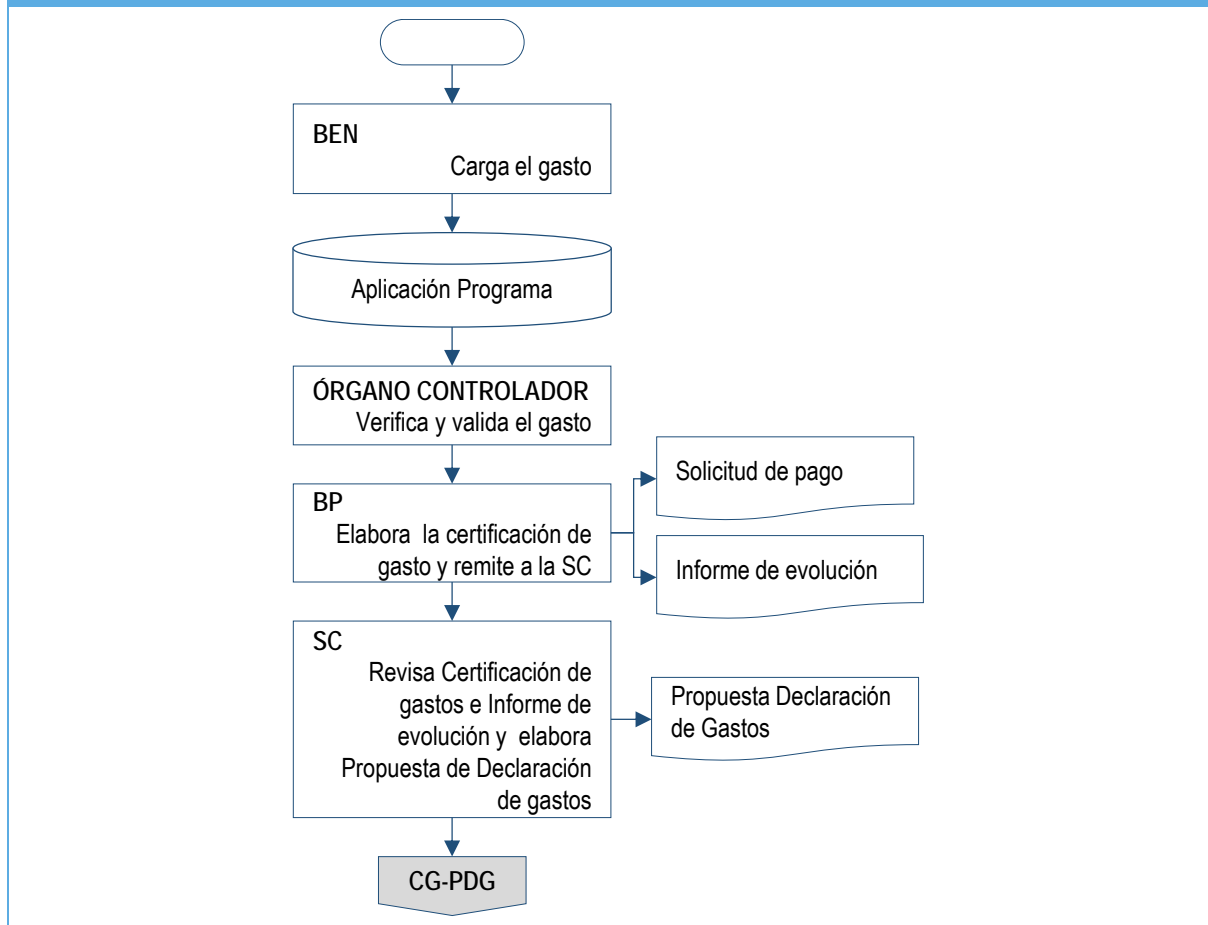 BEN
Carga el gasto
Aplicación Programa
ÓRGANO CONTROLADOR
Verifica y valida el gasto
BP
Elabora la certificación de
gasto y remite a la SC
Solicitud de pago
Informe de evolución
SC
Revisa Certificación de
gastos e Informe de
evolución y elabora
Propuesta de Declaración
de gastos
Propuesta Declaración
de Gastos
CG-PDG